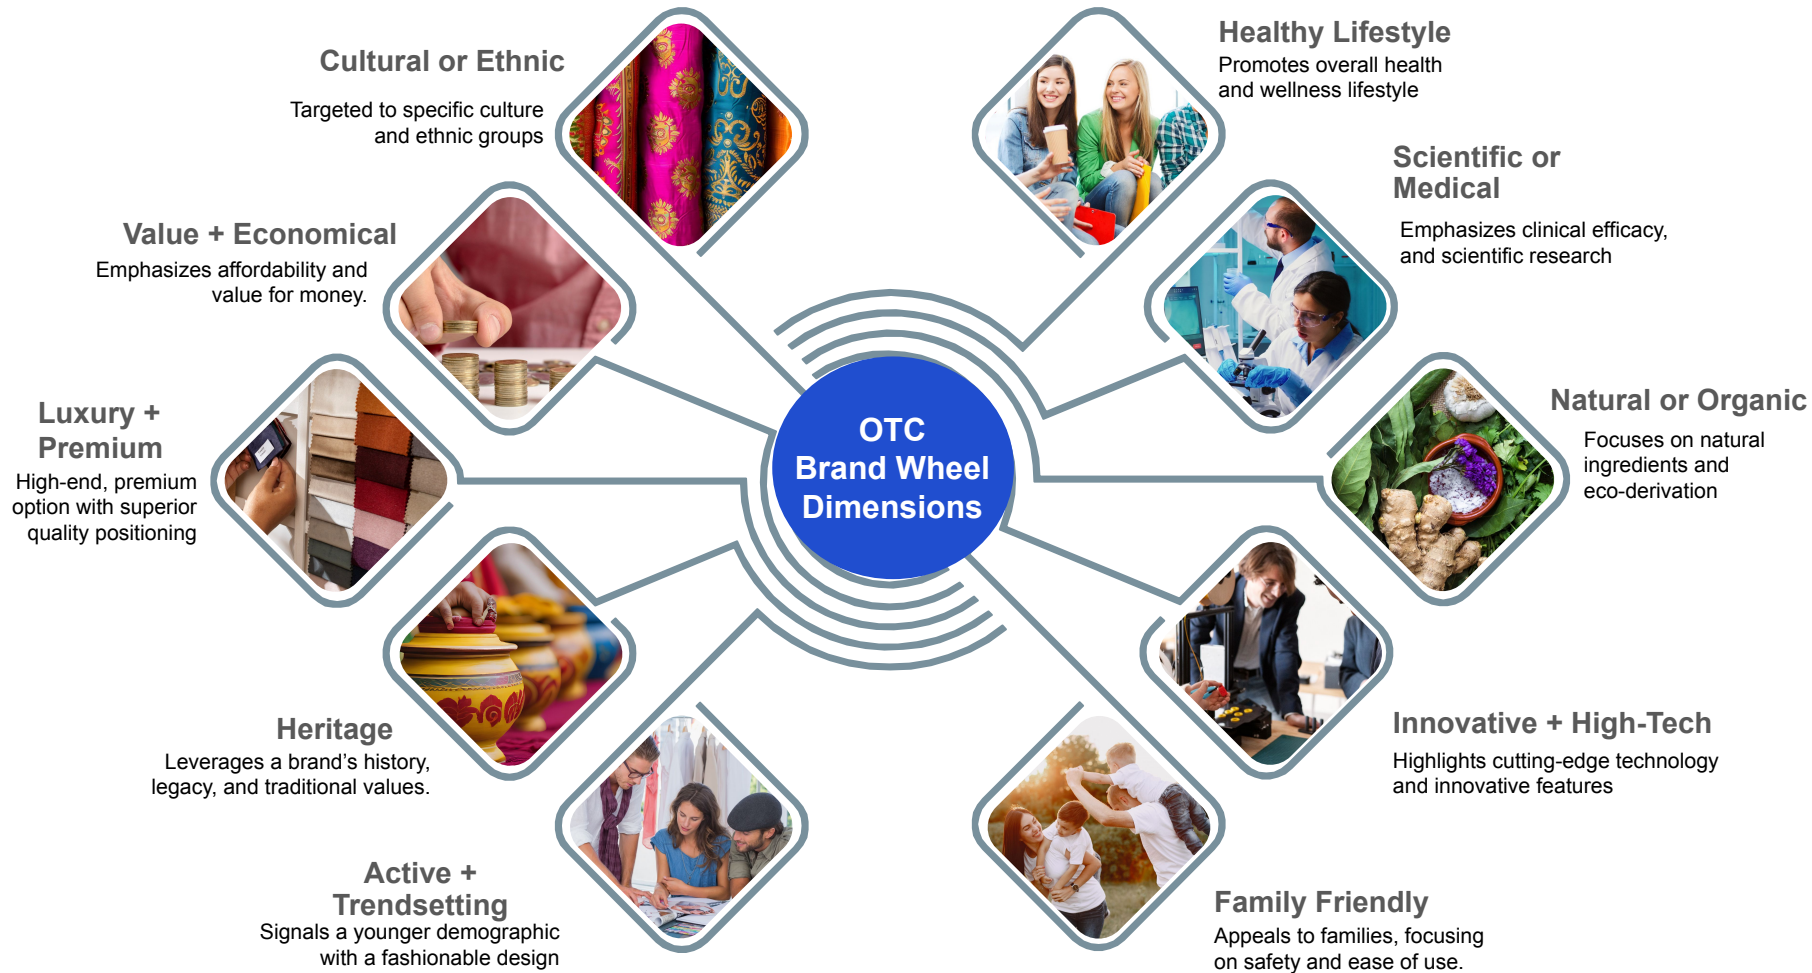 OTC
Brand Wheel
Dimensions
Cultural or Ethnic
Targeted to specific culture
and ethnic groups
Value + Economical
Emphasizes affordability and
value for money.
Luxury +
Premium
High-end, premium
option with superior
quality positioning
Heritage
Leverages a brand’s history,
legacy, and traditional values.
Active +
Trendsetting
Signals a younger demographic
with a fashionable design
Healthy Lifestyle
Promotes overall health
and wellness lifestyle
Scientific or
Medical
Emphasizes clinical efficacy,
and scientific research
Natural or Organic
Focuses on natural
ingredients and
eco-derivation
Innovative + High-Tech
Highlights cutting-edge technology
and innovative features
Family Friendly
Appeals to families, focusing
on safety and ease of use.